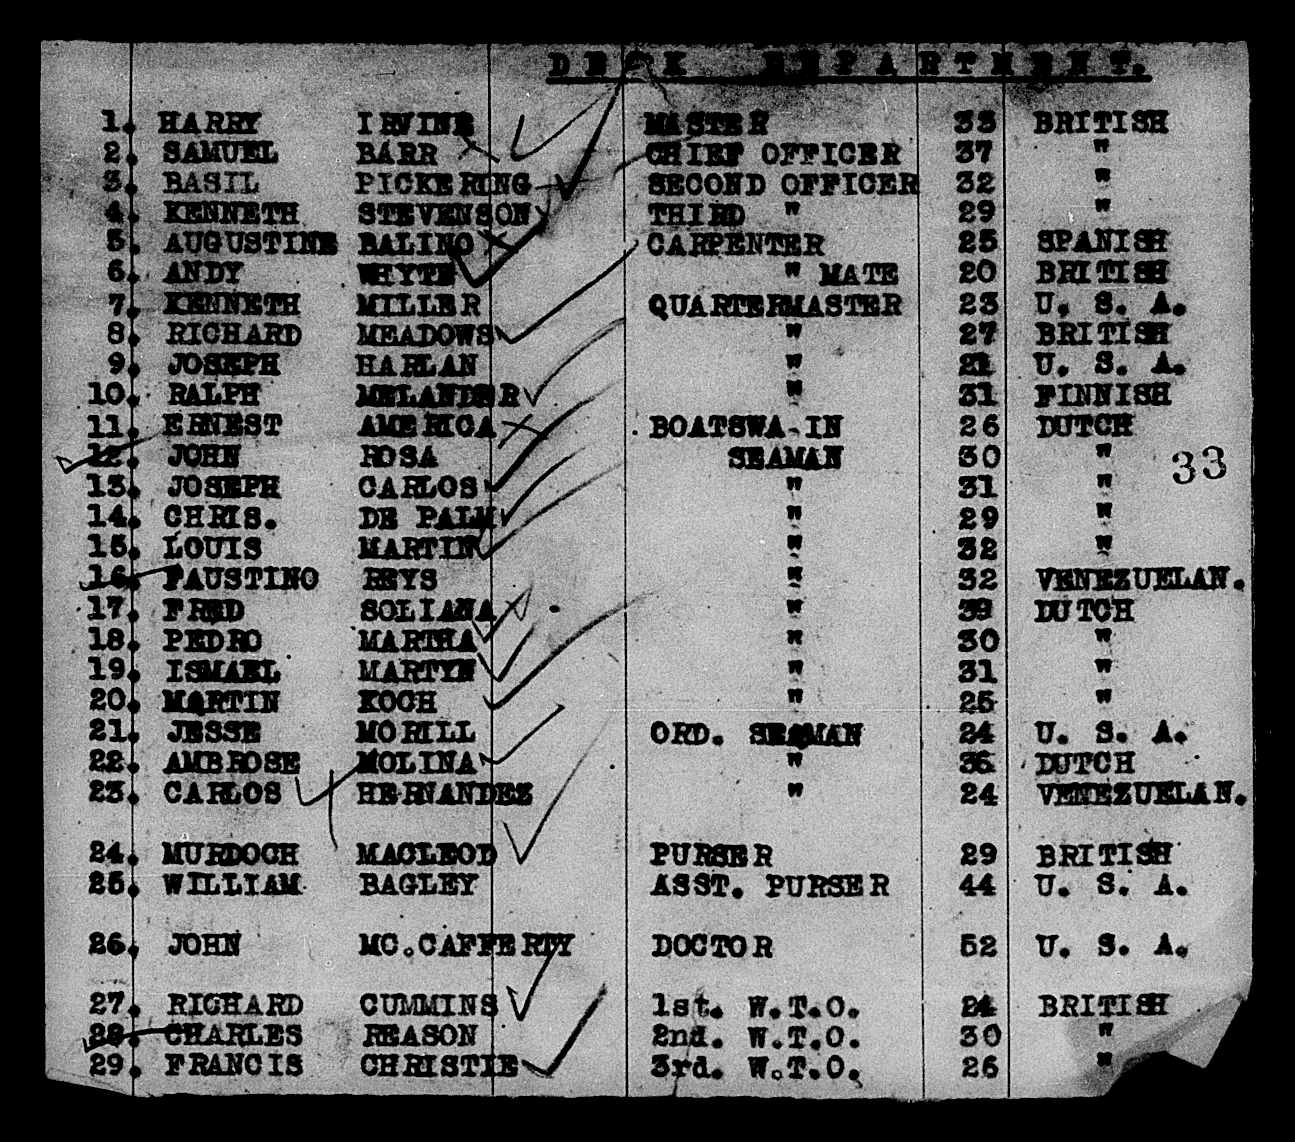 DECK DEPARTMENT.
1. HARRY IRVINE MASTER 33 BRITISH
2. SAMUEL BARR CHIEF OFFICER 37 "
3. BASIL PICKERING SECOND OFFICER 32 "
4. KENNETH STEVENSON THIRD " 29 "
5. AUGUSTINE BALINO CARPENTER 25 SPANISH
6. ANDY WHYTE " MATE 20 BRITISH
7. KENNETH MILLER QUARTERMASTER 23 U. S. A.
8. RICHARD MEADOWS " 27 BRITISH
9. JOSEPH HARLAN " 21 U. S. A.
10. RALPH MELANDER " 31 FINNISH
11. ERNEST AMERICA BOATSWAIN 26 DUTCH
12. JOHN ROSA SEAMAN 30 "
33
13. JOSEPH CARLOS " 31 "
14. CHRIS. DE PALM " 29 "
15. LOUIS MARTIN " 32 "
16. FAUSTINO REYS " 32 VENEZUELAN.
17. FRED SOLIANA " 39 DUTCH
18. PEDRO MARTHA " 30 "
19. ISMAEL MARTYN " 31 "
20. MARTIN KOCH " 25 "
21. JESSE MORILL ORD. SEAMAN 24 U. S. A.
22. AMBROSE MOLINA " 36 DUTCH
23. CARLOS HERNANDEZ " 24 VENEZUELAN.
24. MURDOCH MACLEOD PURSER 29 BRITISH
25. WILLIAM BAGLEY ASST. PURSER 44 U. S. A.
26. JOHN MC.CAFFERTY DOCTOR 52 U. S. A.
27. RICHARD CUMMINS 1st. W.T.O. 24 BRITISH
28. CHARLES REASON 2nd. W.T.O. 30 "
29. FRANCIS CHRISTIE 3rd. W.T.O. 26 "